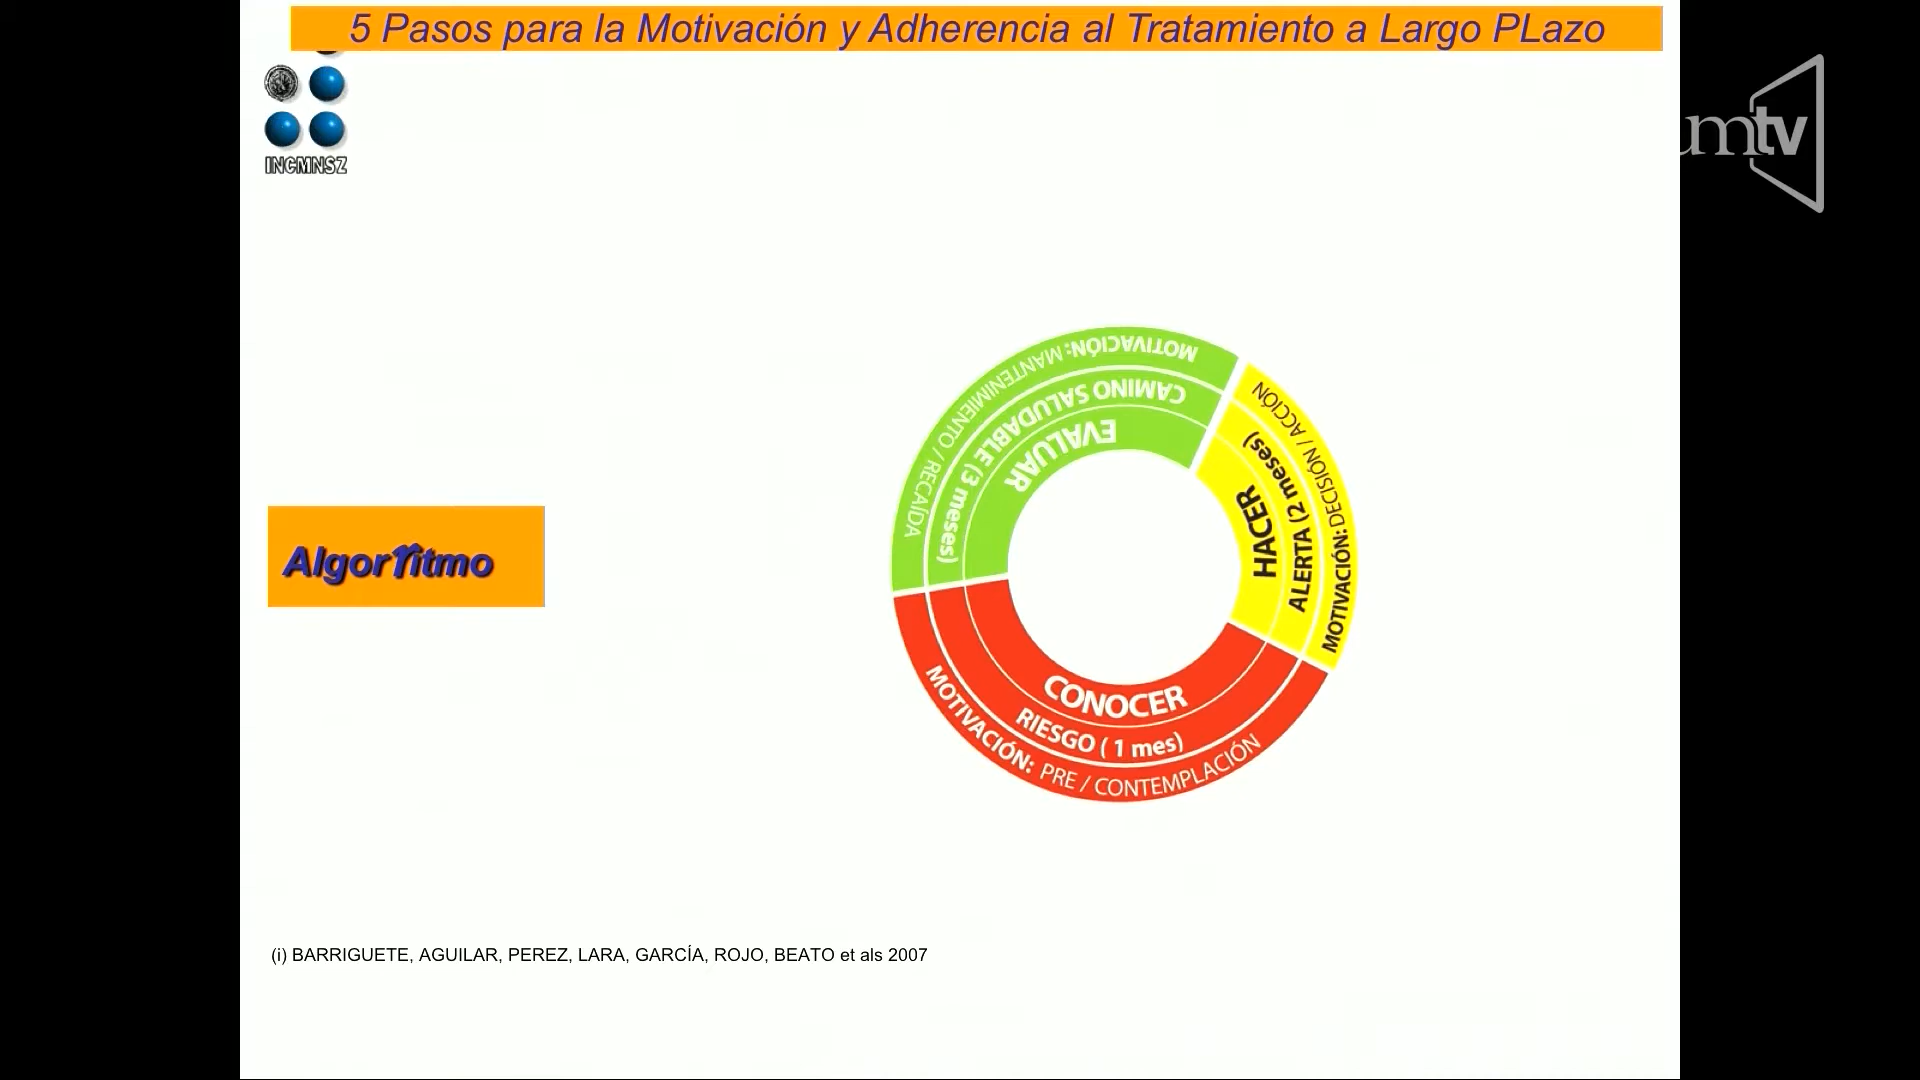 5 Pasos para la Motivación y Adherencia al Tratamiento a Largo PLazo
INCMNSZ
umtv
MOTIVACIÓN: MANTENIMIENTO / RECAÍDA
CAMINO SALUDABLE (3 meses)
EVALUAR
HACER
ALERTA (2 meses)
MOTIVACIÓN: DECISIÓN / ACCIÓN
Algorritmo
CONOCER
RIESGO ( 1 mes)
MOTIVACIÓN: PRE / CONTEMPLACIÓN
(i) BARRIGUETE, AGUILAR, PEREZ, LARA, GARCÍA, ROJO, BEATO et als 2007